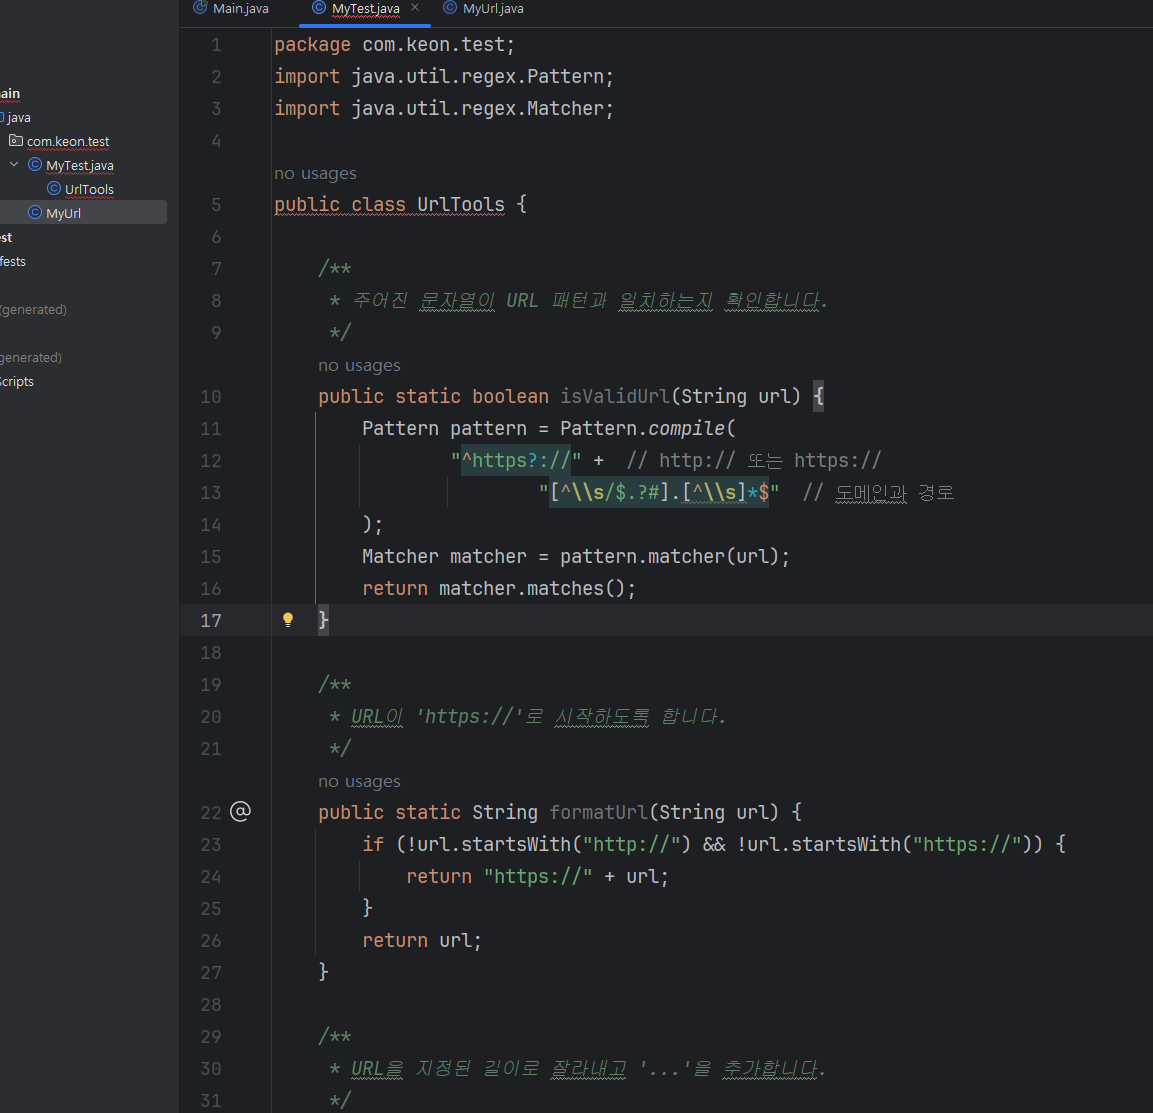 Main.java
MyTest.java
MyUrl.java
ain
java
com.keon.test
MyTest.java
UrlTools
MyUrl
est
fests
(generated)
generated)
Scripts
1 package com.keon.test;
2 import java.util.regex.Pattern;
3 import java.util.regex.Matcher;
4
no usages
5 public class UrlTools {
6
7 /**
8 * 주어진 문자열이 URL 패턴과 일치하는지 확인합니다.
9 */
no usages
10 public static boolean isValidUrl(String url) {
11 Pattern pattern = Pattern.compile(
12 "^https?://" + // http:// 또는 https://
13 "[^\\s/$.?#].[^\\s]*$" // 도메인과 경로
14 );
15 Matcher matcher = pattern.matcher(url);
16 return matcher.matches();
17 }
18
19 /**
20 * URL이 'https://'로 시작하도록 합니다.
21 */
no usages
22 @ public static String formatUrl(String url) {
23 if (!url.startsWith("http://") && !url.startsWith("https://")) {
24 return "https://" + url;
25 }
26 return url;
27 }
28
29 /**
30 * URL을 지정된 길이로 잘라내고 '...'을 추가합니다.
31 */